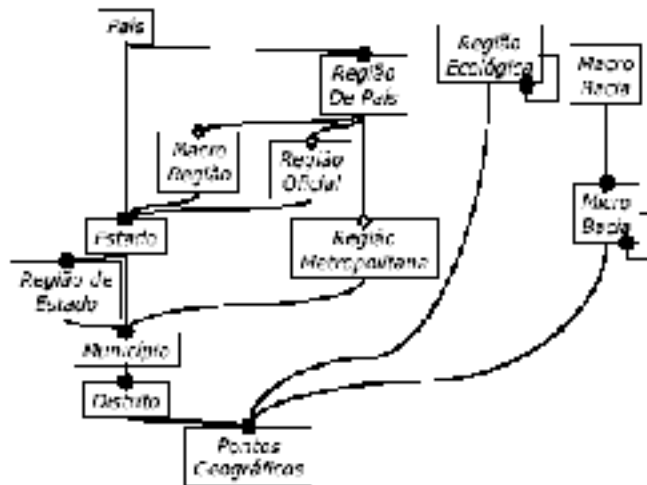 País
Região
De País
Região
Ecológica
Macro
Bacia
Macro
Região
Região
Oficial
Estado
Região
Metropolitana
Micro
Bacia
Região de
Estado
Município
Distrito
Pontos
Geográficos